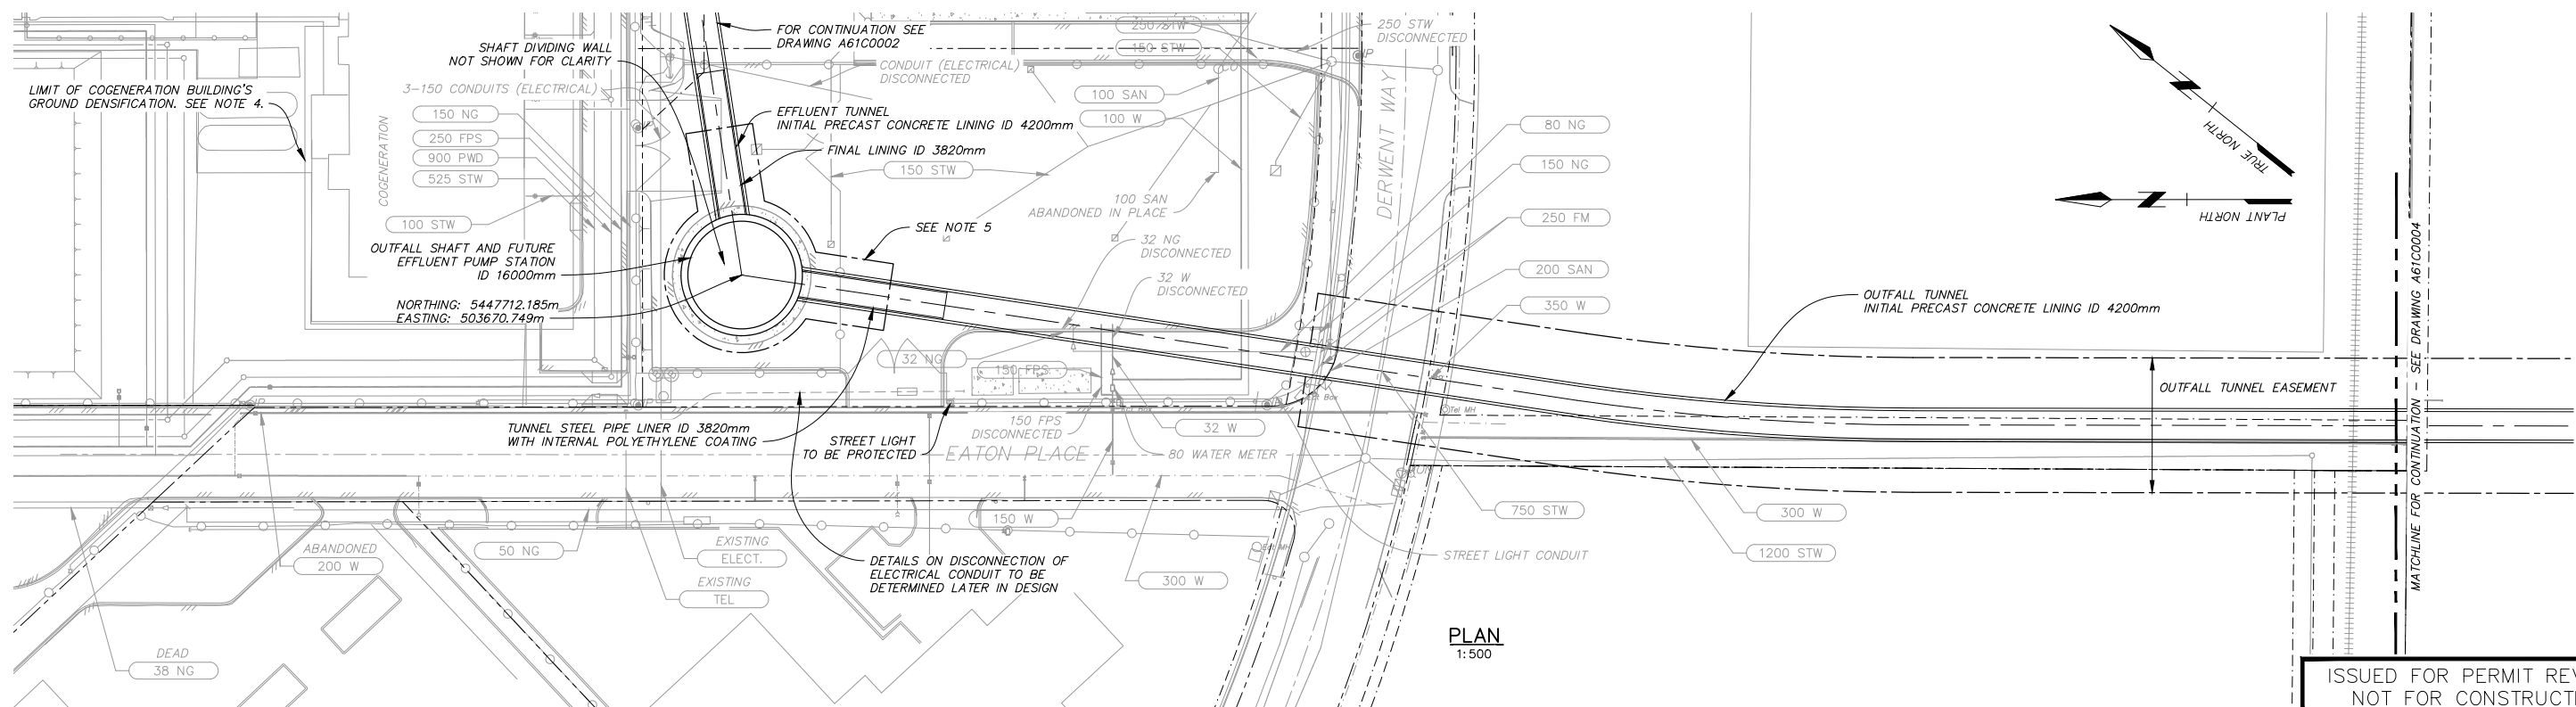 FOR CONTINUATION SEE
DRAWING A61C0002
SHAFT DIVIDING WALL
NOT SHOWN FOR CLARITY
250 STW
150 STW
250 STW
DISCONNECTED
CONDUIT (ELECTRICAL)
DISCONNECTED
LIMIT OF COGENERATION BUILDING'S
GROUND DENSIFICATION. SEE NOTE 4.
3-150 CONDUITS (ELECTRICAL)
COGENERATION
150 NG
250 FPS
900 PWD
525 STW
100 STW
EFFLUENT TUNNEL
INITIAL PRECAST CONCRETE LINING ID 4200mm
FINAL LINING ID 3820mm
150 STW
100 SAN
100 W
100 SAN
ABANDONED IN PLACE
SEE NOTE 5
32 NG
DISCONNECTED
32 W
DISCONNECTED
DERWENT WAY
80 NG
150 NG
250 FM
200 SAN
350 W
TRUE NORTH
PLANT NORTH
OUTFALL SHAFT AND FUTURE
EFFLUENT PUMP STATION
ID 16000mm
NORTHING: 5447712.185m
EASTING: 503670.749m
OUTFALL TUNNEL
INITIAL PRECAST CONCRETE LINING ID 4200mm
OUTFALL TUNNEL EASEMENT
MATCHLINE FOR CONTINUATION - SEE DRAWING A61C0004
32 NG
150 FPS
TUNNEL STEEL PIPE LINER ID 3820mm
WITH INTERNAL POLYETHYLENE COATING
STREET LIGHT
TO BE PROTECTED
150 FPS
DISCONNECTED
32 W
Tel MH
EATON PLACE
80 WATER METER
150 W
750 STW
300 W
1200 STW
STREET LIGHT CONDUIT
ABANDONED
200 W
50 NG
EXISTING
ELECT.
EXISTING
TEL
DETAILS ON DISCONNECTION OF
ELECTRICAL CONDUIT TO BE
DETERMINED LATER IN DESIGN
300 W
DEAD
38 NG
PLAN
1:500
ISSUED FOR PERMIT REV
NOT FOR CONSTRUCT